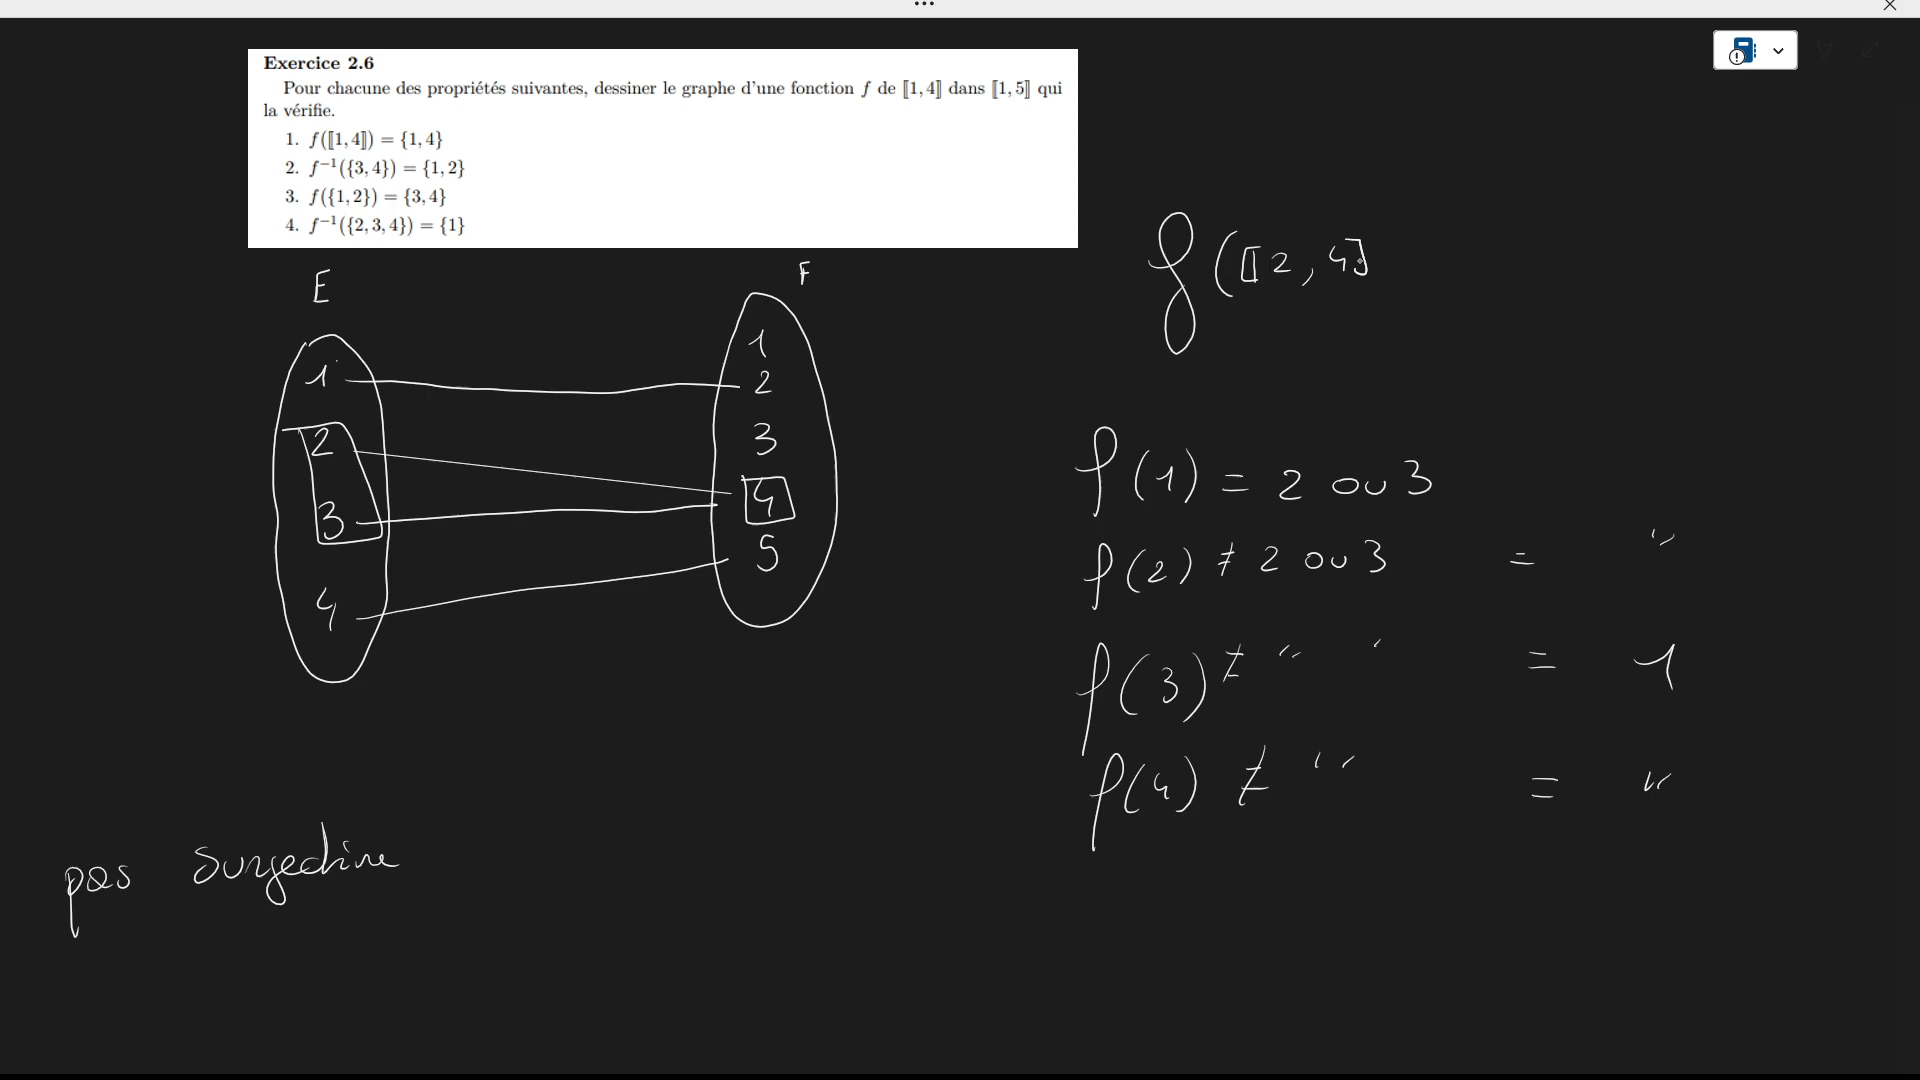 Exercice 2.6
Pour chacune des propriétés suivantes, dessiner le graphe d'une fonction f de ⟦1, 4⟧ dans ⟦1, 5⟧ qui
la vérifie.
1. f(⟦1, 4⟧) = {1, 4}
2. f⁻¹({3, 4}) = {1, 2}
3. f({1, 2}) = {3, 4}
4. f⁻¹({2, 3, 4}) = {1}
E
F
1
2
3
4
1
2
3
4
5
f(⟦2, 4⟧
f(1) = 2 ou 3
f(2) ≠ 2 ou 3 = "
f(3) ≠ " ' = 1
f(4) ≠ " = "
pas surjective